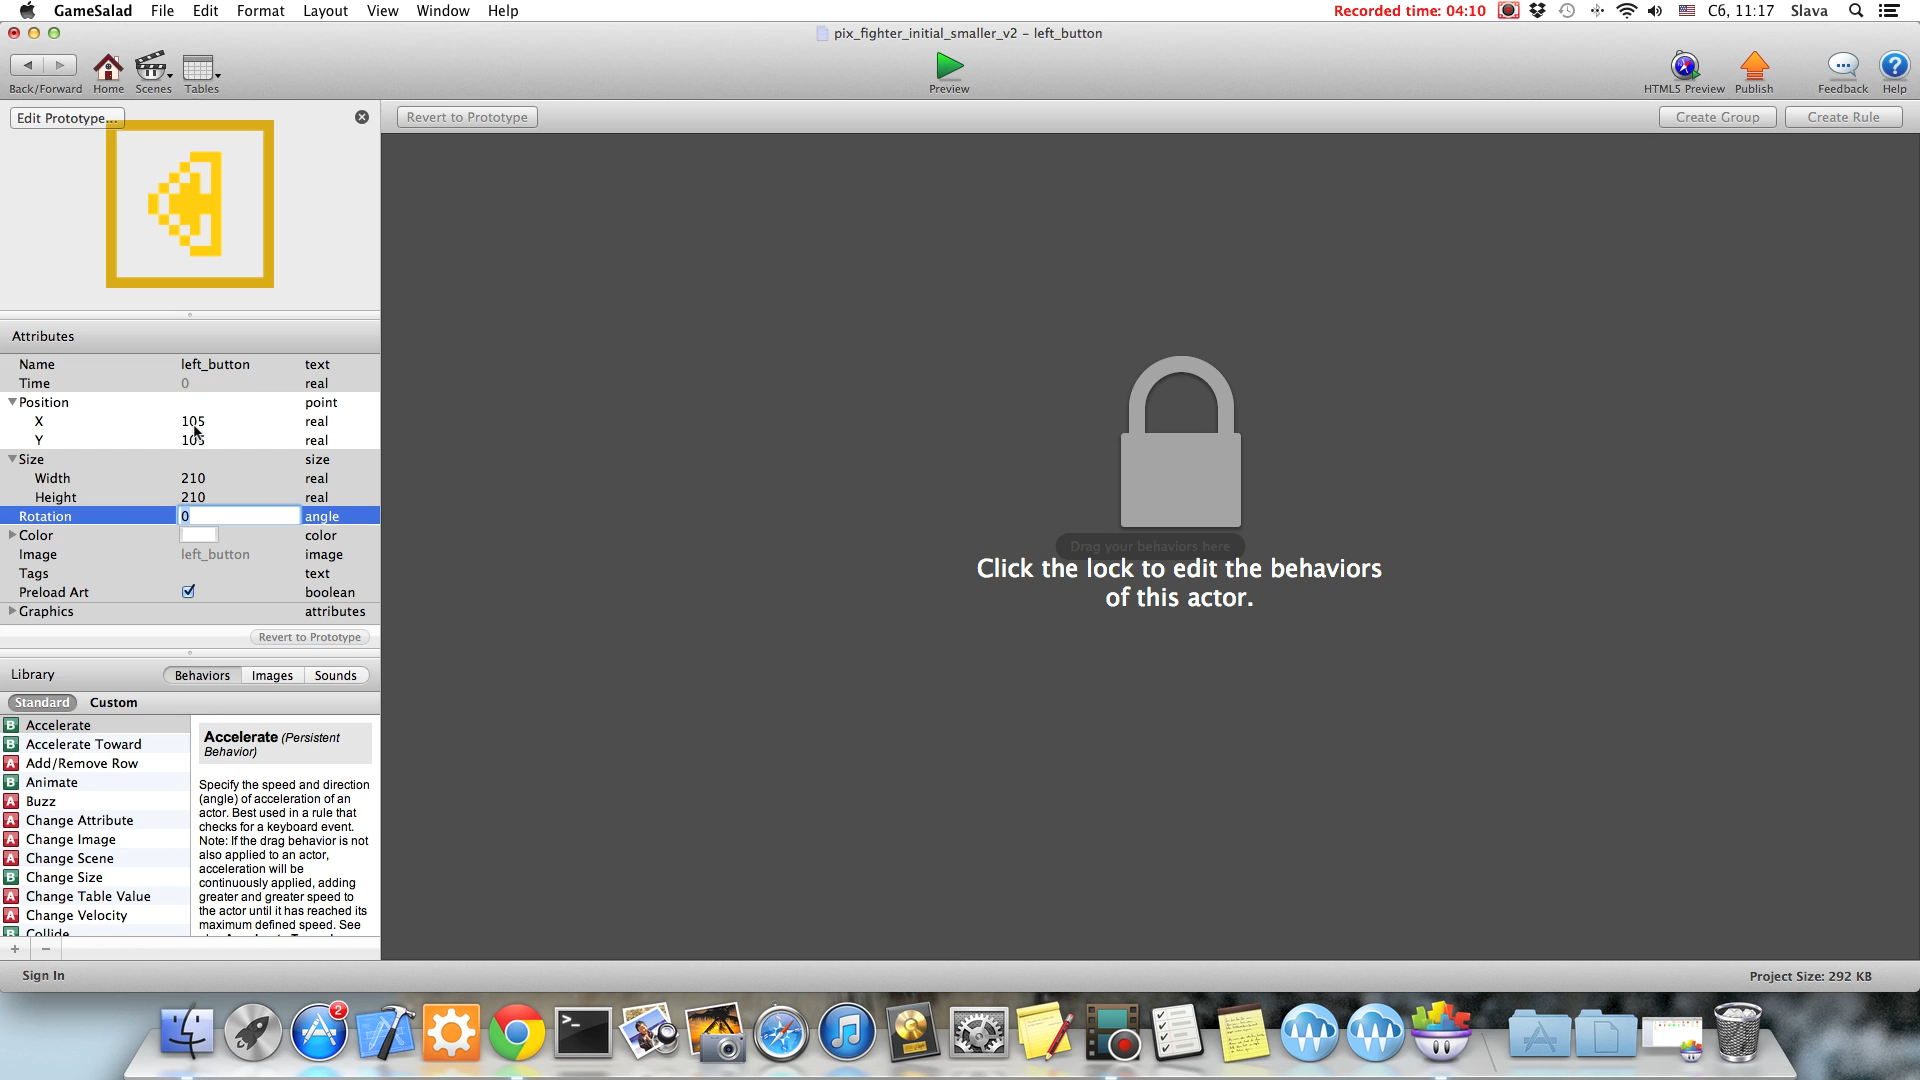 GameSalad File Edit Format Layout View Window Help Recorded time: 04:10 Сб, 11:17 Slava
pix_fighter_initial_smaller_v2 – left_button
Back/Forward Home Scenes Tables Preview HTML5 Preview Publish Feedback Help
Edit Prototype... Revert to Prototype Create Group Create Rule
Attributes
Name left_button text
Time 0 real
Position point
X 105 real
Y 105 real
Size size
Width 210 real
Height 210 real
Rotation 0 angle
Color color
Image left_button image
Tags text
Preload Art boolean
Graphics attributes
Revert to Prototype
Drag your behaviors here
Click the lock to edit the behaviors
of this actor.
Library Behaviors Images Sounds
Standard Custom
B Accelerate
B Accelerate Toward
A Add/Remove Row
B Animate
A Buzz
A Change Attribute
A Change Image
A Change Scene
B Change Size
A Change Table Value
A Change Velocity
B Collide
Accelerate (Persistent
Behavior)
Specify the speed and direction
(angle) of acceleration of an
actor. Best used in a rule that
checks for a keyboard event.
Note: If the drag behavior is not
also applied to an actor,
acceleration will be
continuously applied, adding
greater and greater speed to
the actor until it has reached its
maximum defined speed. See
Sign In Project Size: 292 KB
2